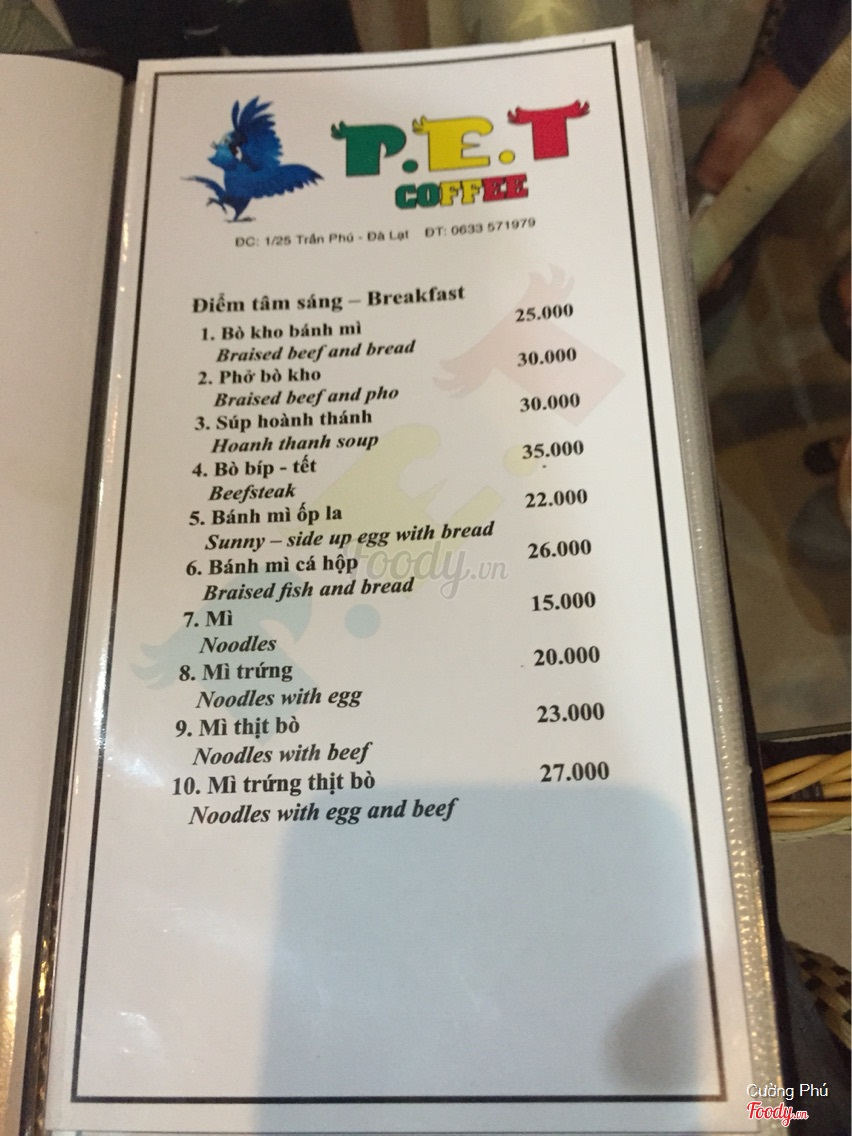 P.E.T
COFFEE
ĐC: 1/25 Trần Phú - Đà Lạt ĐT: 0633 571979
Điểm tâm sáng – Breakfast
1. Bò kho bánh mì 25.000
Braised beef and bread
2. Phở bò kho 30.000
Braised beef and pho
3. Súp hoành thánh 30.000
Hoanh thanh soup
4. Bò bíp - tết 35.000
Beefsteak
5. Bánh mì ốp la 22.000
Sunny – side up egg with bread
6. Bánh mì cá hộp 26.000
Braised fish and bread
7. Mì 15.000
Noodles
8. Mì trứng 20.000
Noodles with egg
9. Mì thịt bò 23.000
Noodles with beef
10. Mì trứng thịt bò 27.000
Noodles with egg and beef
Foody.vn
Cường Phú
Foody.vn